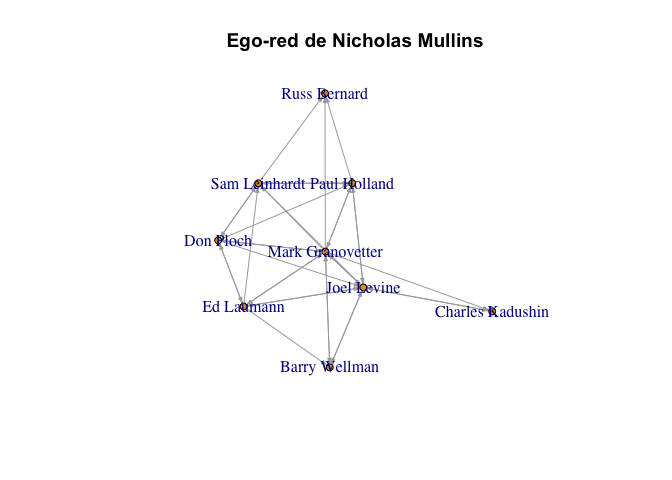 Ego-red de Nicholas Mullins
Russ Bernard
Sam Leinhardt Paul Holland
Don Ploch
Mark Granovetter
Joel Levine
Ed Laumann
Charles Kadushin
Barry Wellman